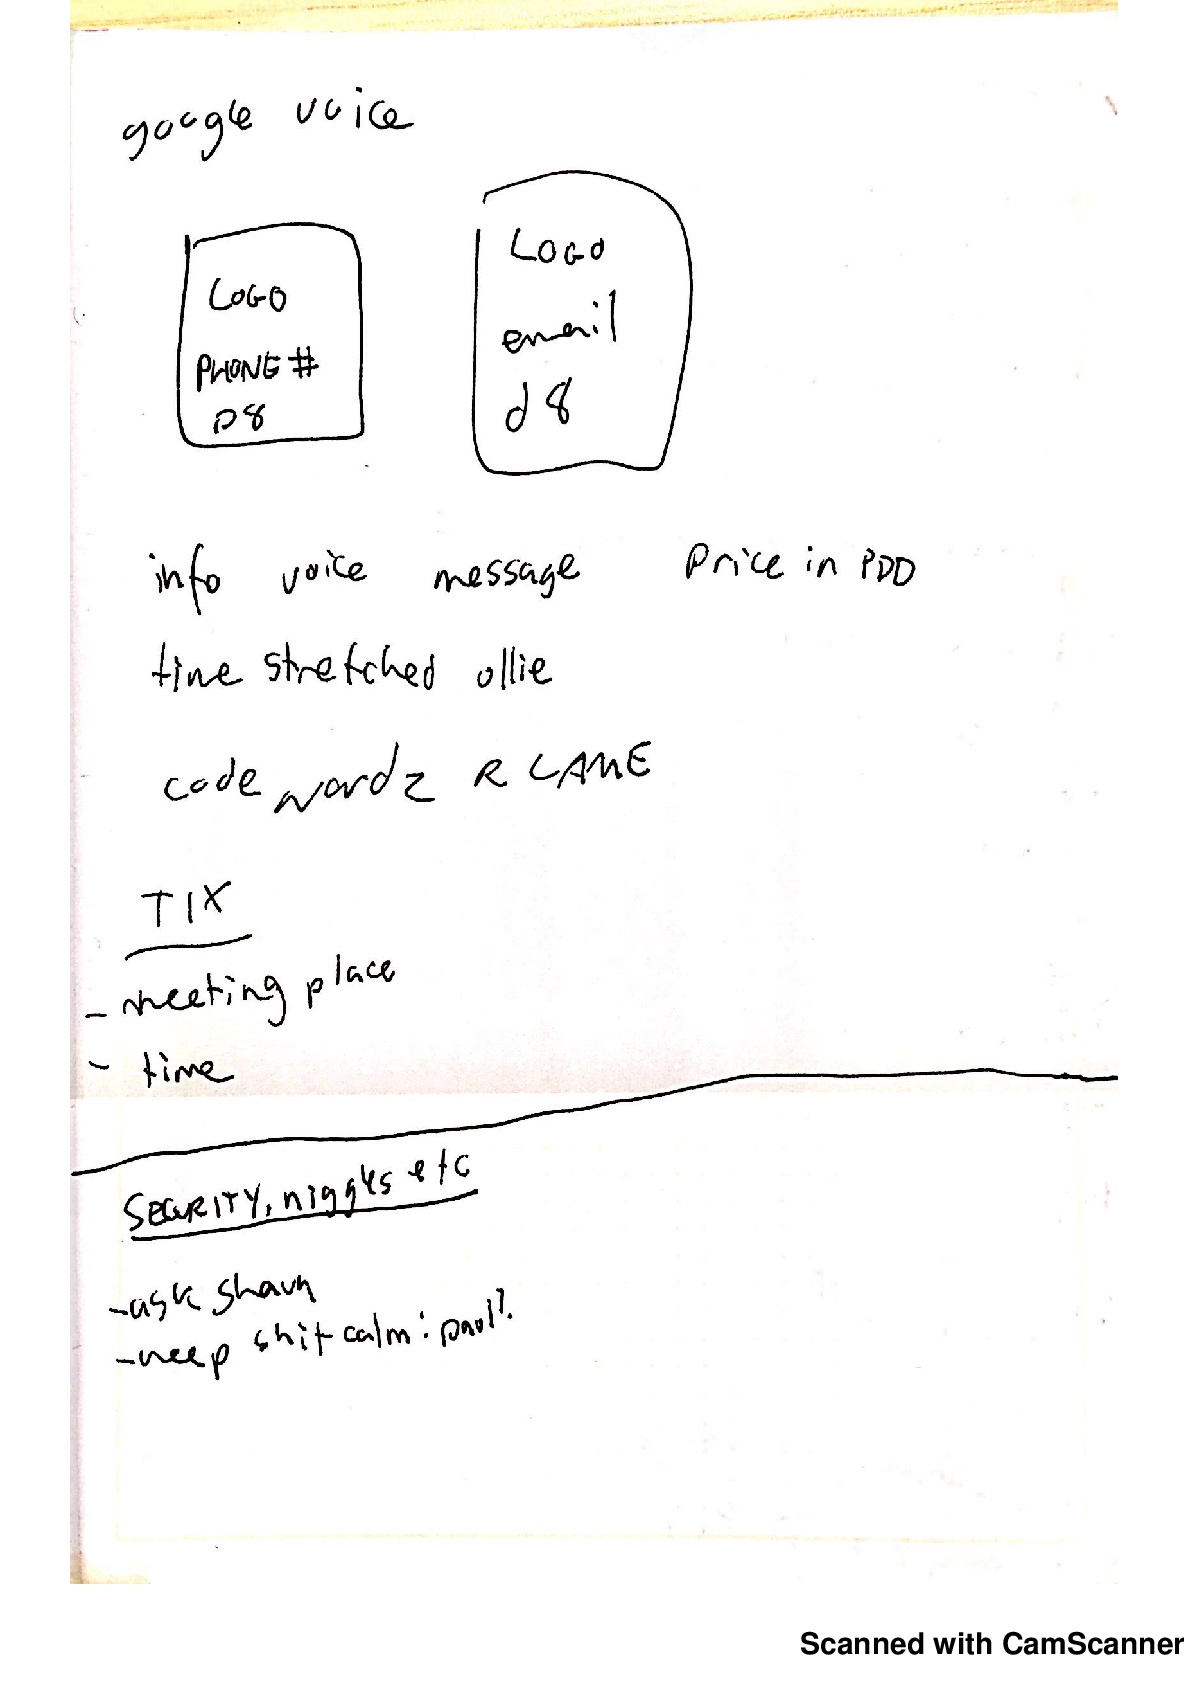 google voice
LOGO
PHONE #
D8
LOGO
email
d8
info voice message
Price in PDD
time stretched ollie
code wordz R LAME
TIX
- meeting place
- time
SECURITY, niggles etc
- ask shaun
- keep shit calm: paul?
Scanned with CamScanner